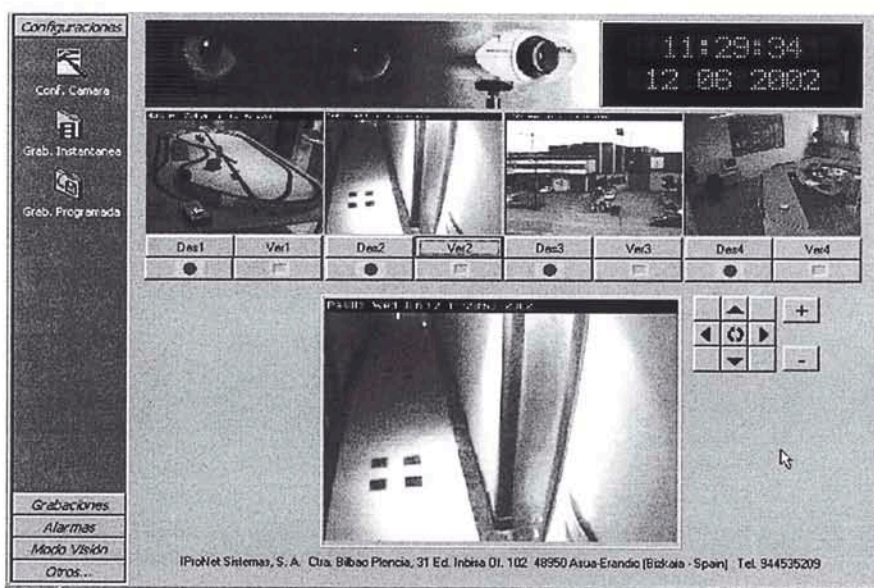 Configuraciones
Conf. Camara
Grab. Instantanea
Grab. Programada
11:29:34
12 06 2002
Des1 Ver1 Des2 Ver2 Des3 Ver3 Des4 Ver4
+
-
Grabaciones
Alarmas
Modo Visión
Otros...
IProNet Sistemas, S. A. Ctra. Bilbao Plencia, 31 Ed. Inbisa Of. 102 48950 Asua-Erandio (Bizkaia - Spain) Tel. 944535209